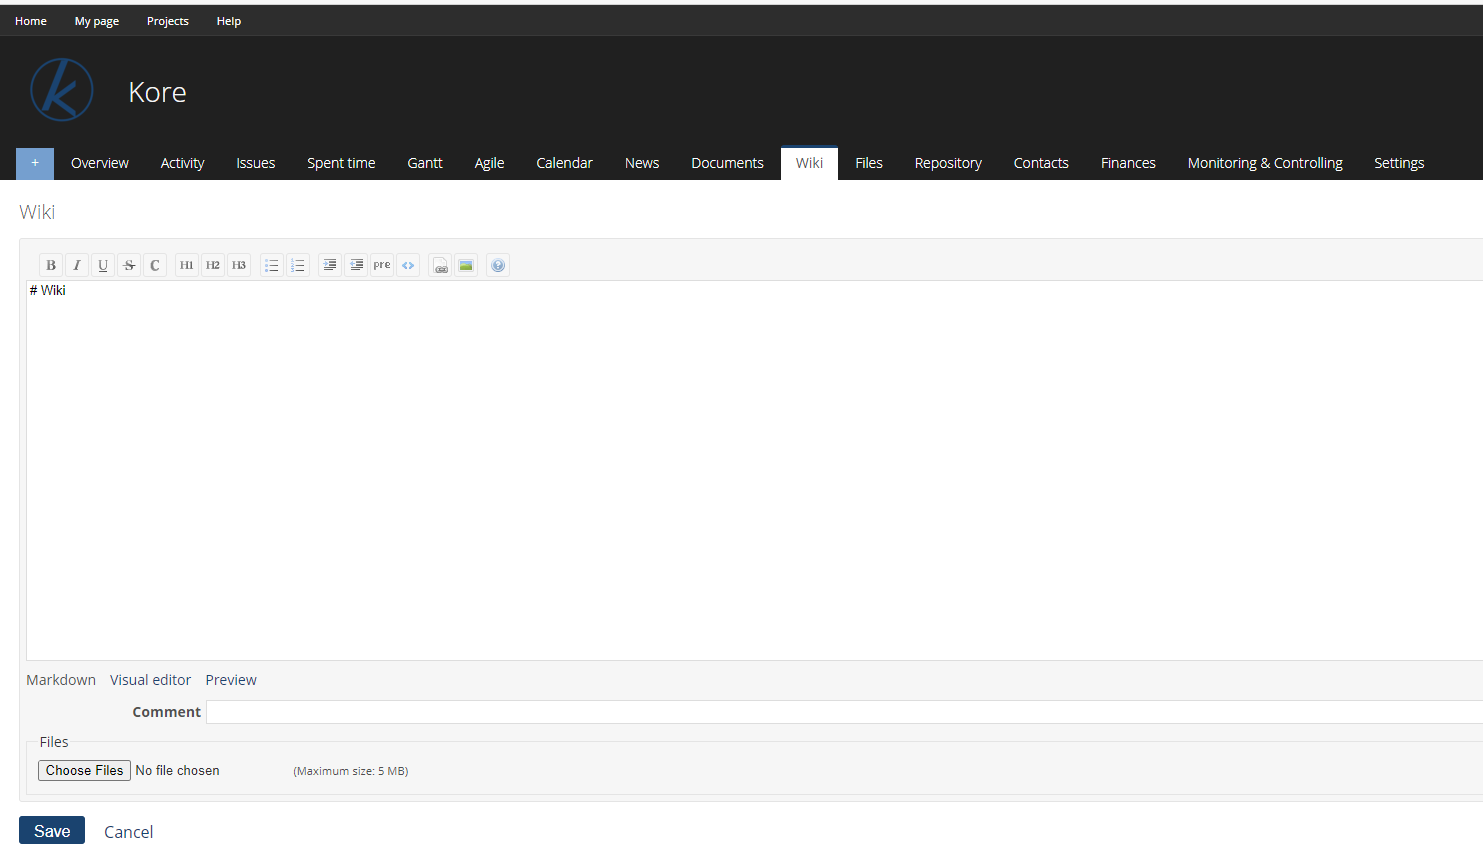 Home My page Projects Help
k Kore
+ Overview Activity Issues Spent time Gantt Agile Calendar News Documents Wiki Files Repository Contacts Finances Monitoring & Controlling Settings
Wiki
B I U S C H1 H2 H3 pre <> ?
# Wiki
Markdown Visual editor Preview
Comment
Files
Choose Files No file chosen (Maximum size: 5 MB)
Save Cancel